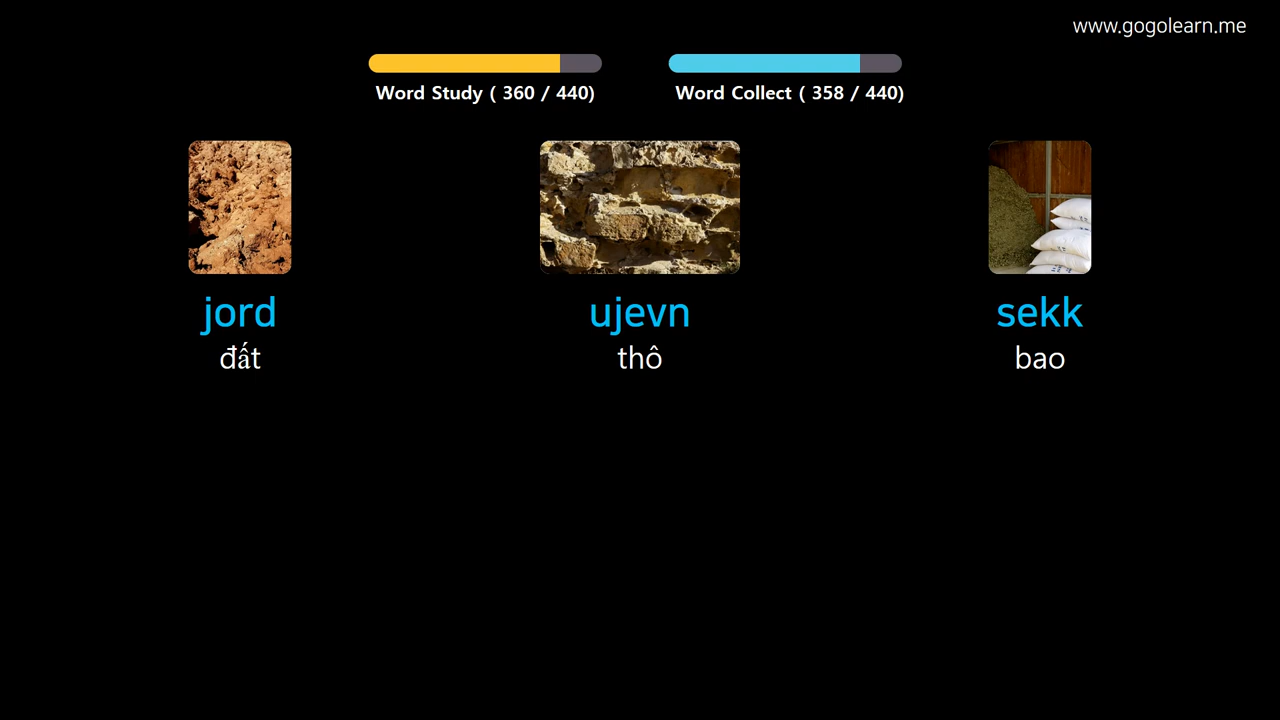 www.gogolearn.me
Word Study ( 360 / 440)
Word Collect ( 358 / 440)
jord
ujevn
sekk
đất
thô
bao